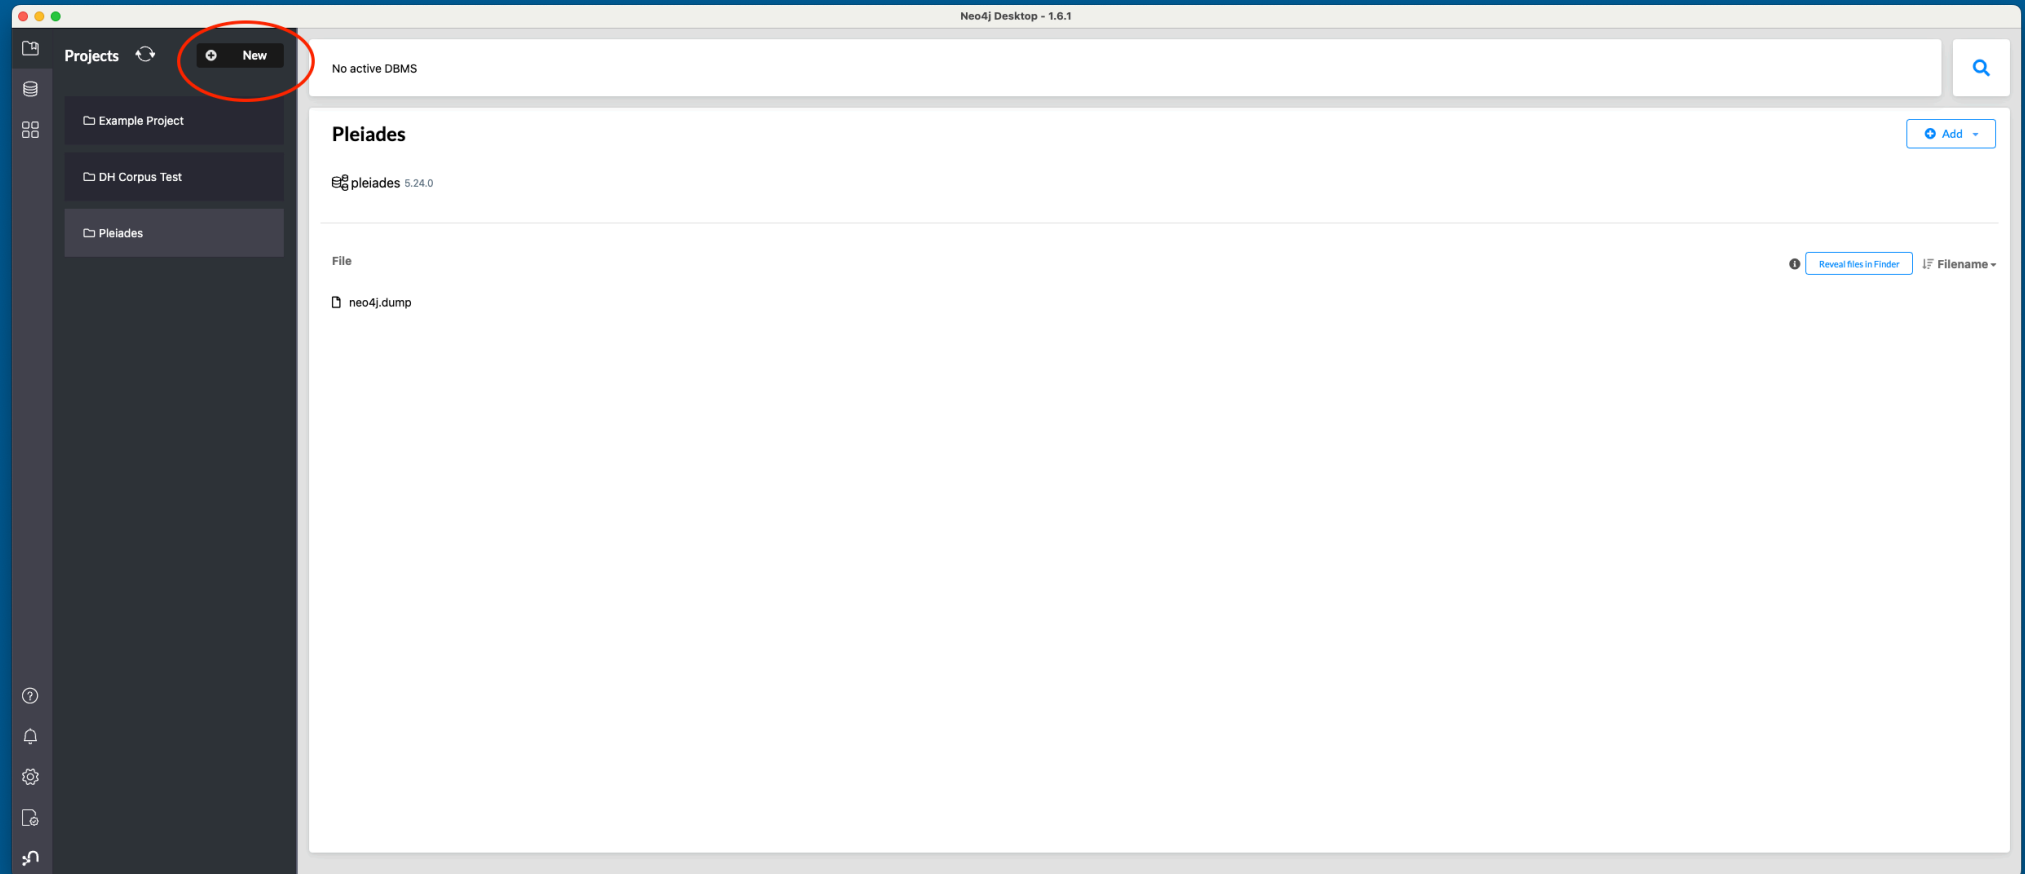 Neo4j Desktop - 1.6.1
Projects
New
Example Project
DH Corpus Test
Pleiades
No active DBMS
Pleiades
Add
pleiades 5.24.0
File
Reveal files in Finder
Filename
neo4j.dump